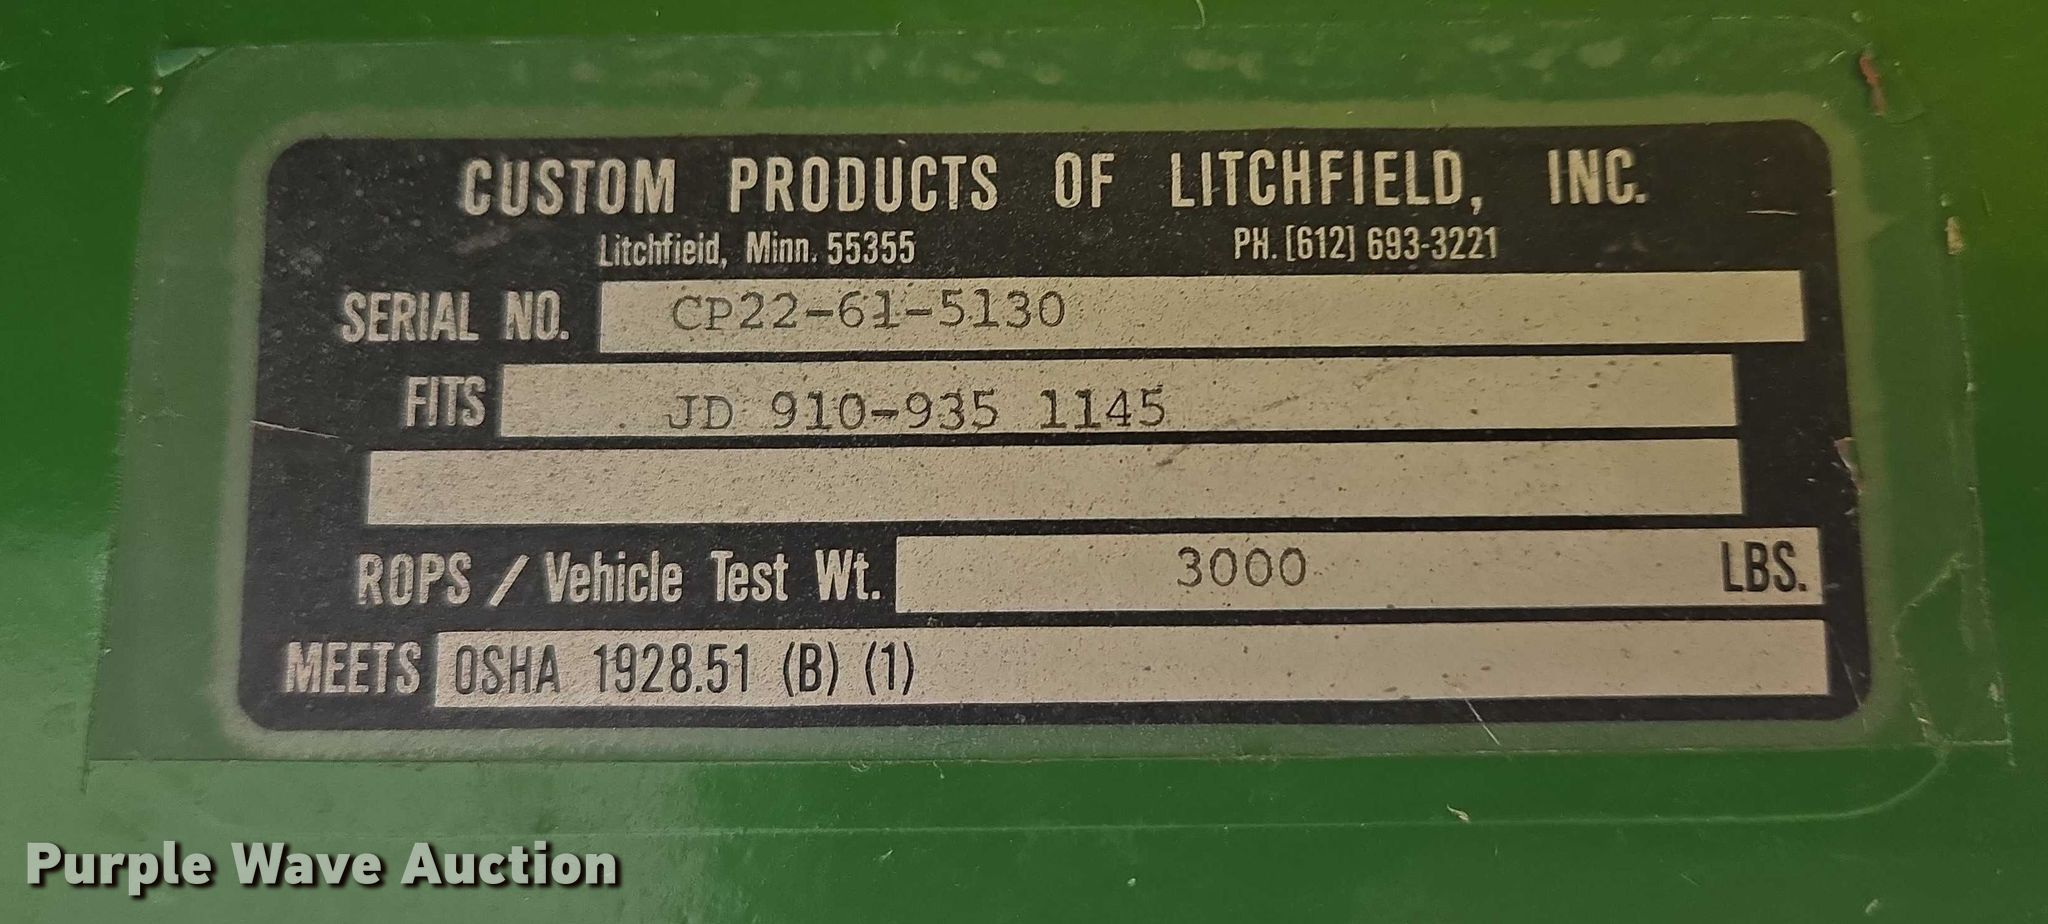 CUSTOM PRODUCTS OF LITCHFIELD, INC.
Litchfield, Minn. 55355 PH. [612] 693-3221
SERIAL NO. CP22-61-5130
FITS JD 910-935 1145
ROPS / Vehicle Test Wt. 3000 LBS.
MEETS OSHA 1928.51 (B) (1)
Purple Wave Auction